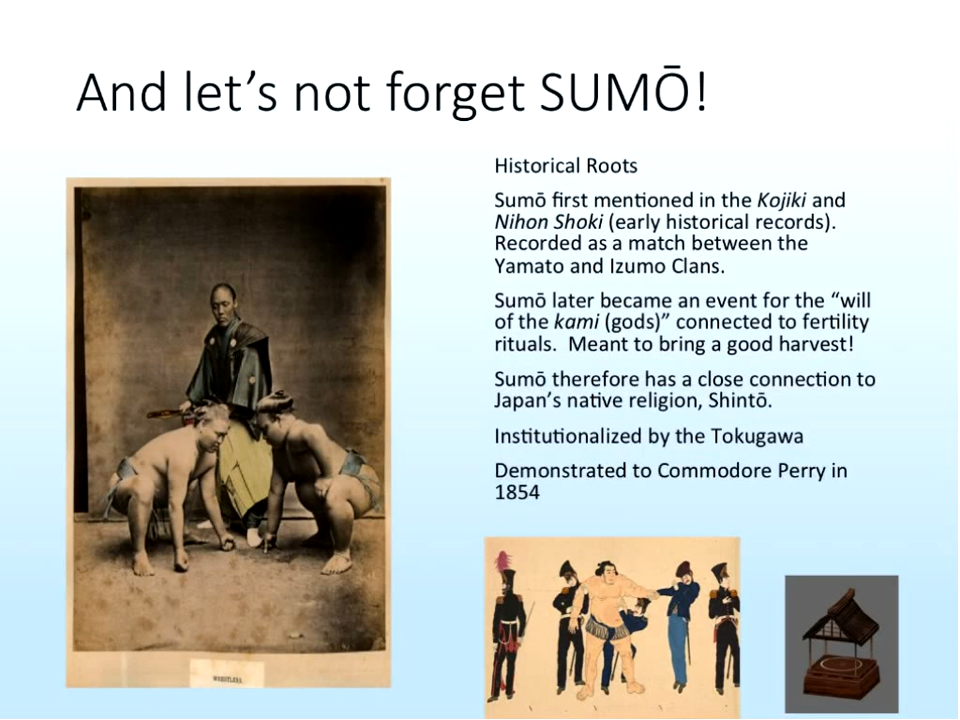 And let’s not forget SUMŌ!
Historical Roots
Sumō first mentioned in the Kojiki and
Nihon Shoki (early historical records).
Recorded as a match between the
Yamato and Izumo Clans.
Sumō later became an event for the “will
of the kami (gods)” connected to fertility
rituals.  Meant to bring a good harvest!
Sumō therefore has a close connection to
Japan’s native religion, Shintō.
Institutionalized by the Tokugawa
Demonstrated to Commodore Perry in
1854
WRESTLERS.